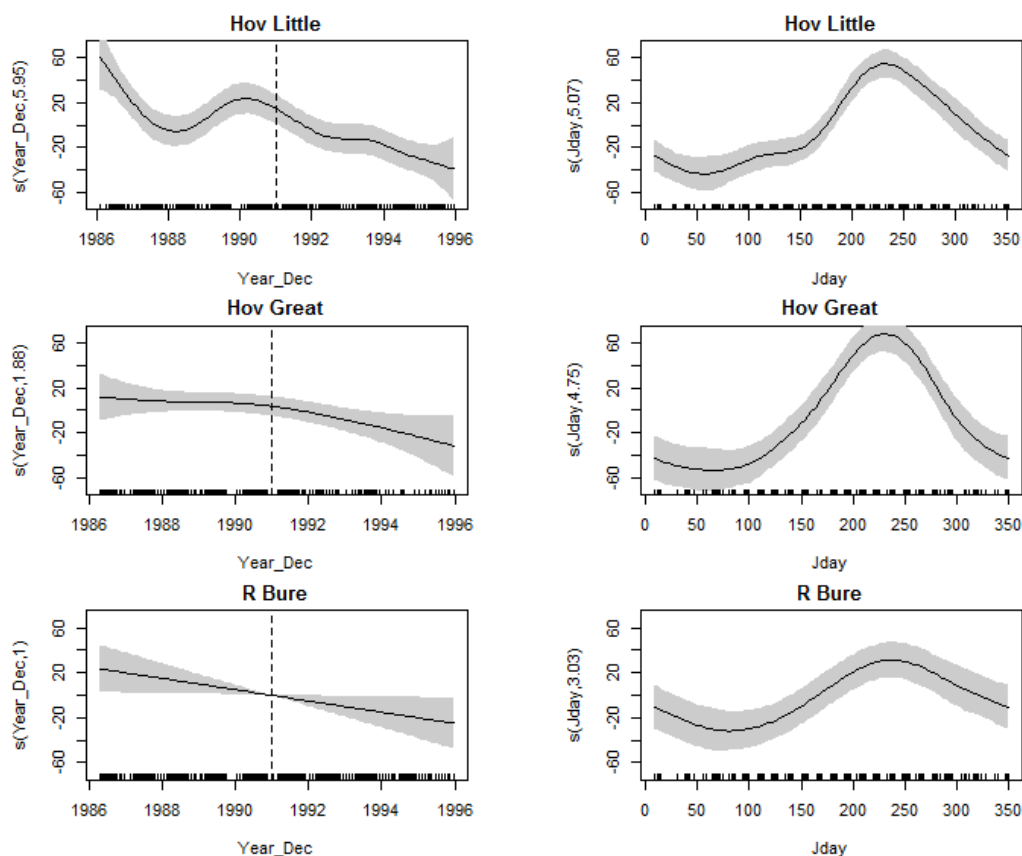 Hov Little
s(Year_Dec,5.95)
60
20
-20
-60
1986 1988 1990 1992 1994 1996
Year_Dec
Hov Little
s(Jday,5.07)
60
20
-20
-60
0 50 100 150 200 250 300 350
Jday
Hov Great
s(Year_Dec,1.88)
60
20
-20
-60
1986 1988 1990 1992 1994 1996
Year_Dec
Hov Great
s(Jday,4.75)
60
20
-20
-60
0 50 100 150 200 250 300 350
Jday
R Bure
s(Year_Dec,1)
60
20
-20
-60
1986 1988 1990 1992 1994 1996
Year_Dec
R Bure
s(Jday,3.03)
60
20
-20
-60
0 50 100 150 200 250 300 350
Jday